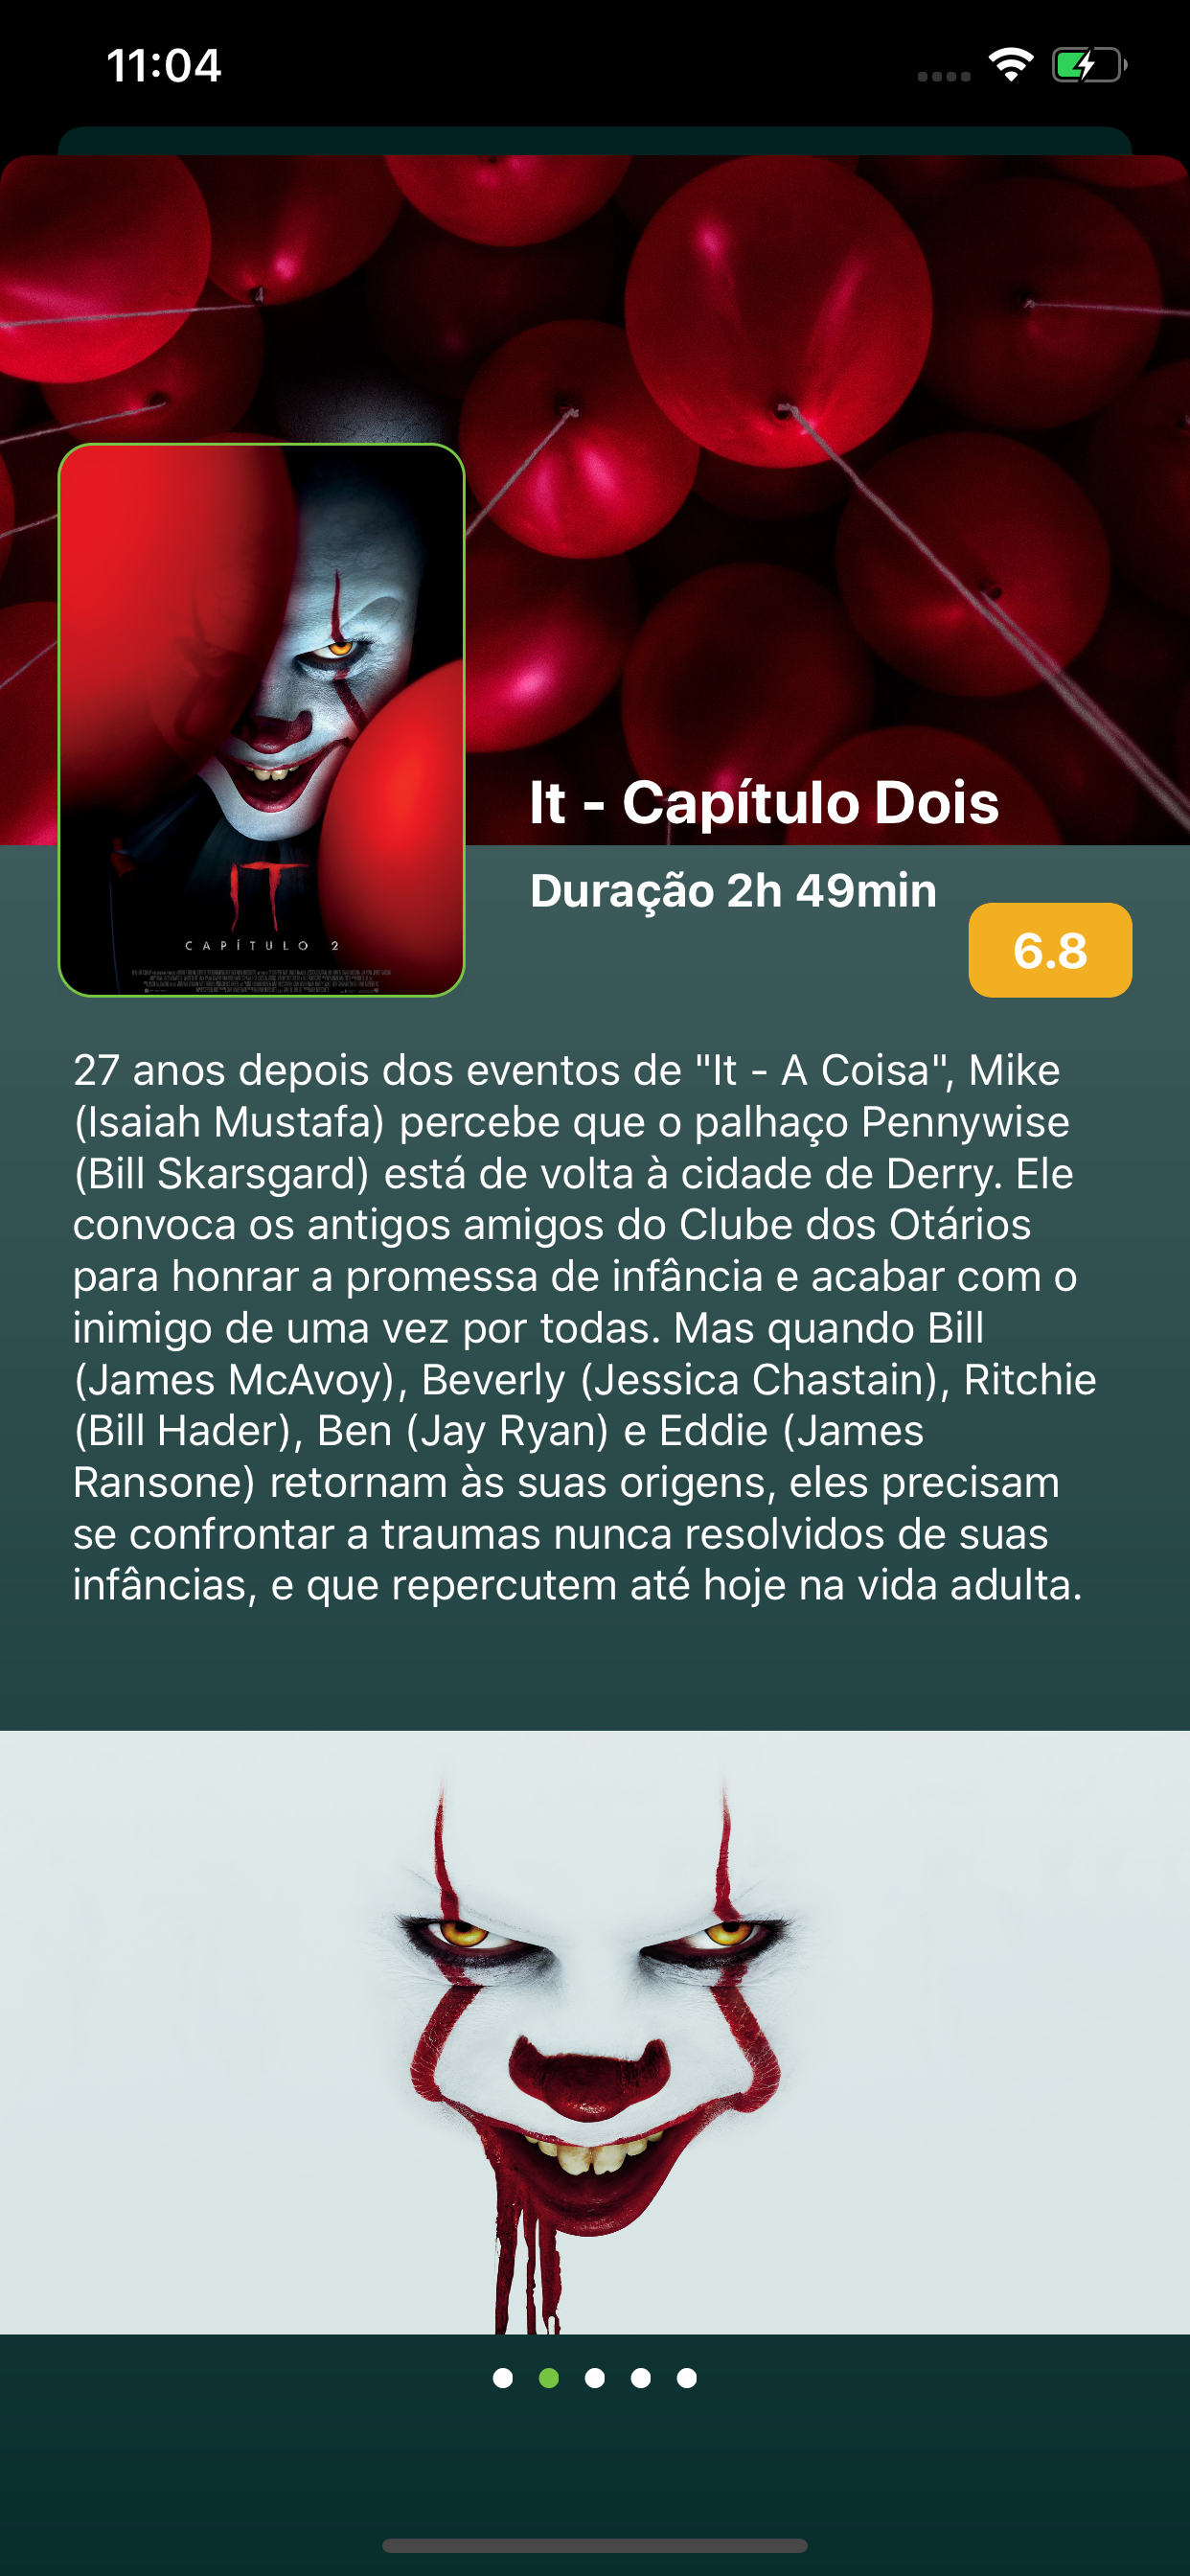 11:04
IT
CAPÍTULO 2
It - Capítulo Dois
Duração 2h 49min
6.8
27 anos depois dos eventos de "It - A Coisa", Mike
(Isaiah Mustafa) percebe que o palhaço Pennywise
(Bill Skarsgard) está de volta à cidade de Derry. Ele
convoca os antigos amigos do Clube dos Otários
para honrar a promessa de infância e acabar com o
inimigo de uma vez por todas. Mas quando Bill
(James McAvoy), Beverly (Jessica Chastain), Ritchie
(Bill Hader), Ben (Jay Ryan) e Eddie (James
Ransone) retornam às suas origens, eles precisam
se confrontar a traumas nunca resolvidos de suas
infâncias, e que repercutem até hoje na vida adulta.